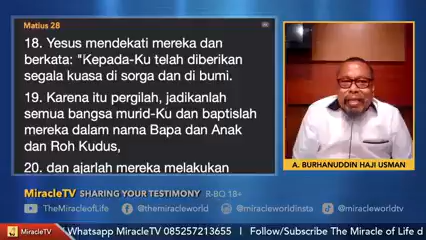 Matius 28
18. Yesus mendekati mereka dan
berkata: "Kepada-Ku telah diberikan
segala kuasa di sorga dan di bumi.
19. Karena itu pergilah, jadikanlah
semua bangsa murid-Ku dan baptislah
mereka dalam nama Bapa dan Anak
dan Roh Kudus,
20. dan ajarlah mereka melakukan
A. BURHANUDDIN HAJI USMAN
MiracleTV SHARING YOUR TESTIMONY R-BO 18+
TheMiracleofLife @themiracleworld @miracleworldinsta @miracleworldtv
MiracleTV Whatsapp MiracleTV 085257213655 I Follow/Subscribe The Miracle of Life d